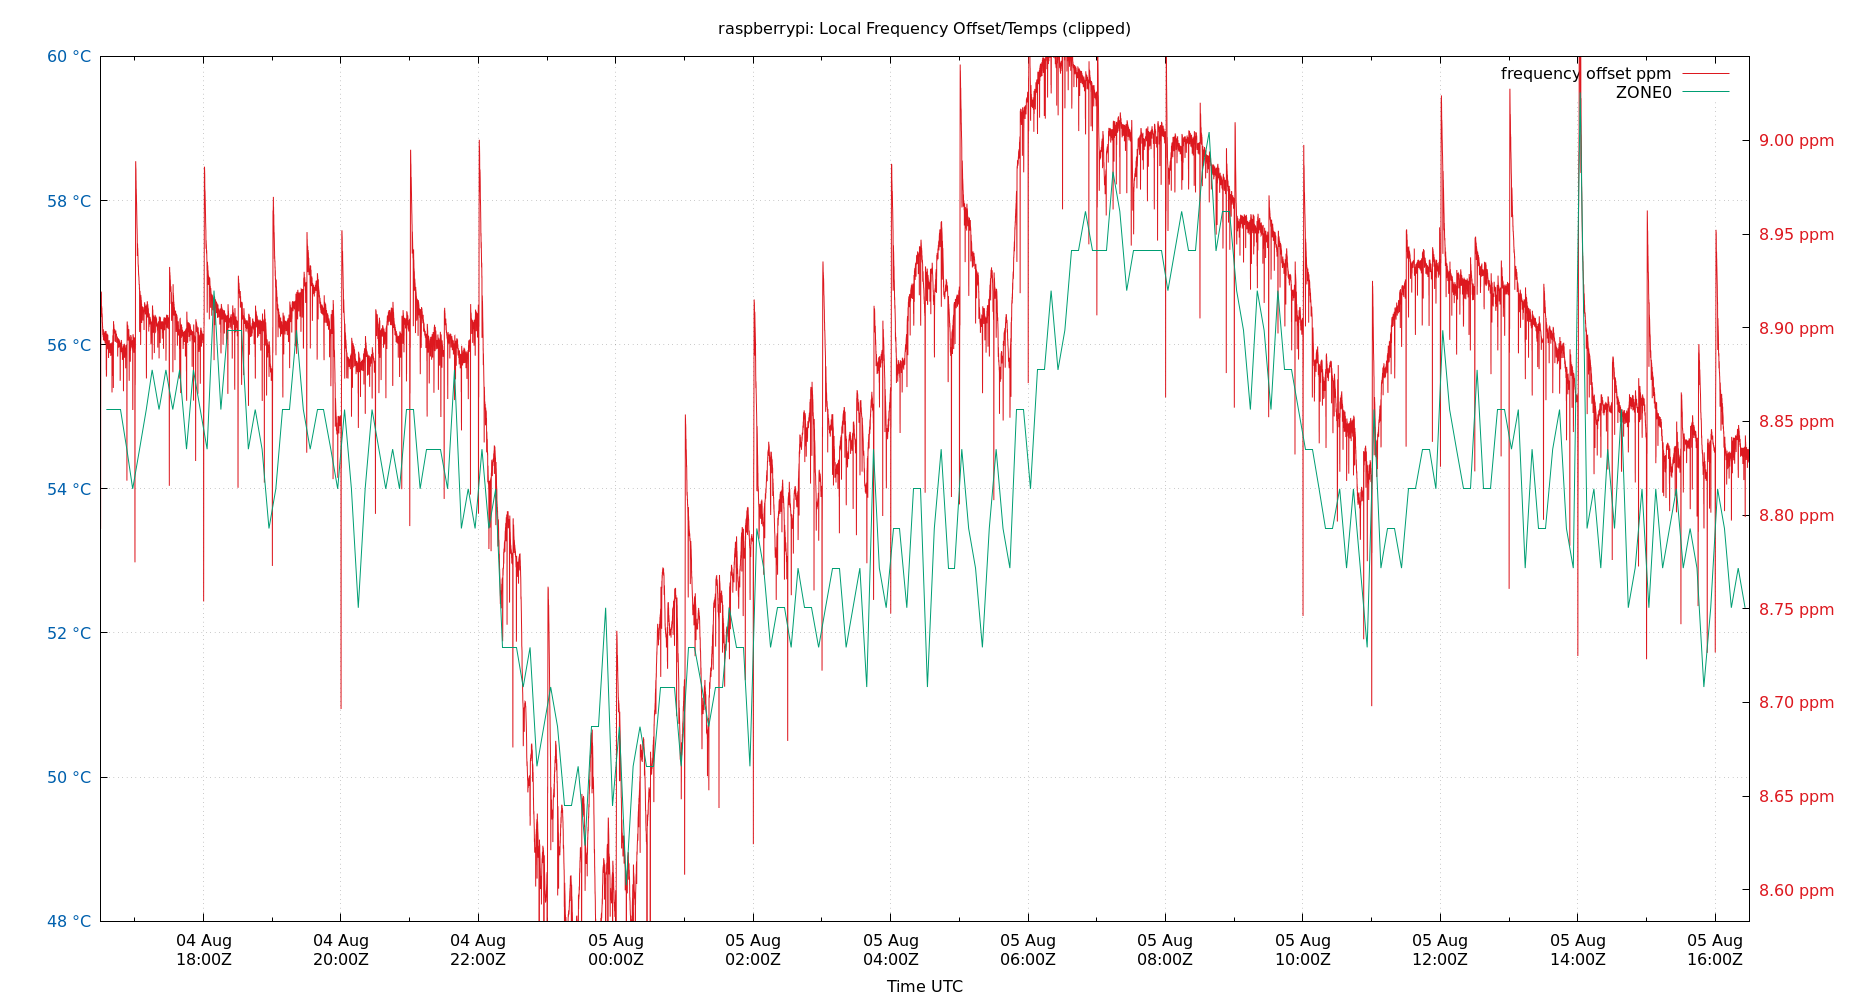 raspberrypi: Local Frequency Offset/Temps (clipped)
60 °C
58 °C
56 °C
54 °C
52 °C
50 °C
48 °C
frequency offset ppm
ZONE0
9.00 ppm
8.95 ppm
8.90 ppm
8.85 ppm
8.80 ppm
8.75 ppm
8.70 ppm
8.65 ppm
8.60 ppm
04 Aug 04 Aug 04 Aug 05 Aug 05 Aug 05 Aug 05 Aug 05 Aug 05 Aug 05 Aug 05 Aug 05 Aug
18:00Z 20:00Z 22:00Z 00:00Z 02:00Z 04:00Z 06:00Z 08:00Z 10:00Z 12:00Z 14:00Z 16:00Z
Time UTC